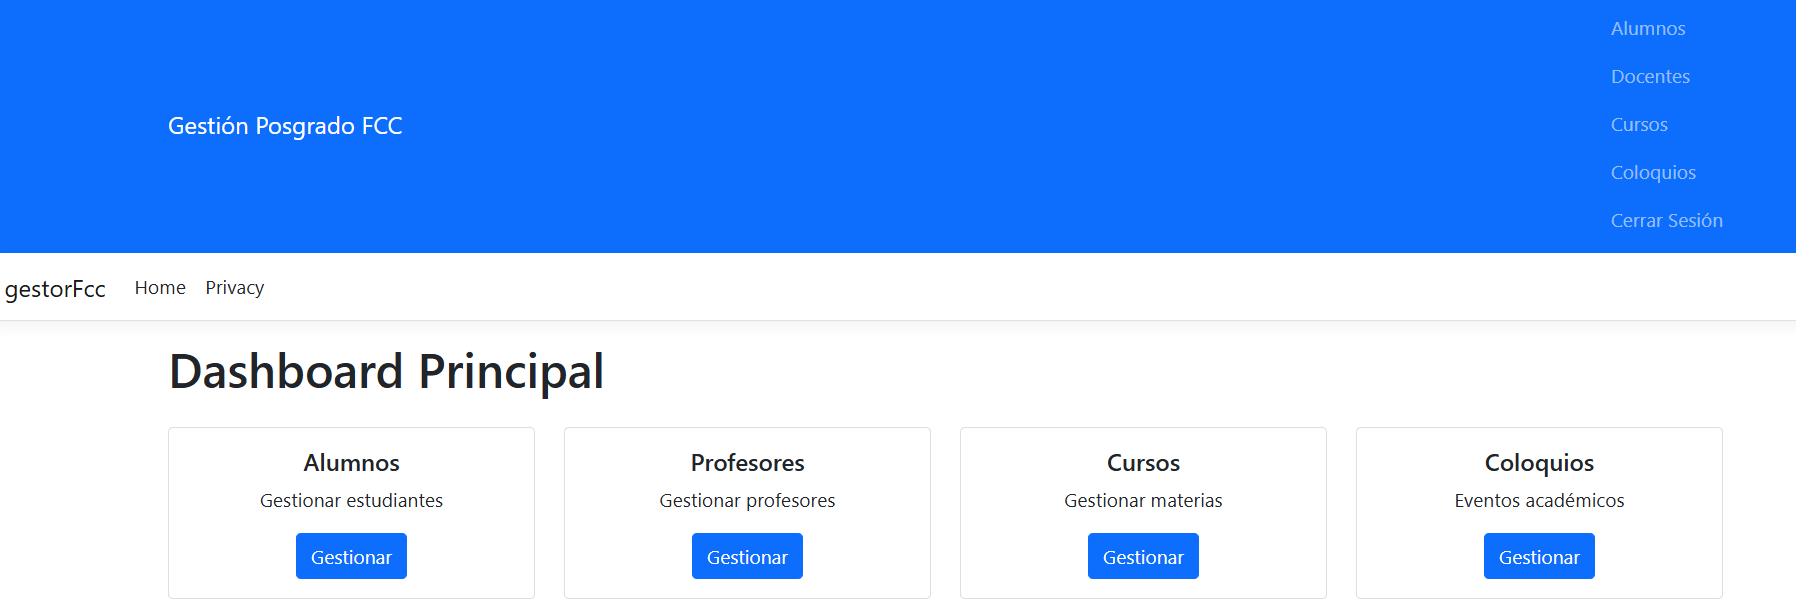 Alumnos
Docentes
Gestión Posgrado FCC
Cursos
Coloquios
Cerrar Sesión
gestorFcc Home Privacy
Dashboard Principal
Alumnos
Gestionar estudiantes
Gestionar
Profesores
Gestionar profesores
Gestionar
Cursos
Gestionar materias
Gestionar
Coloquios
Eventos académicos
Gestionar